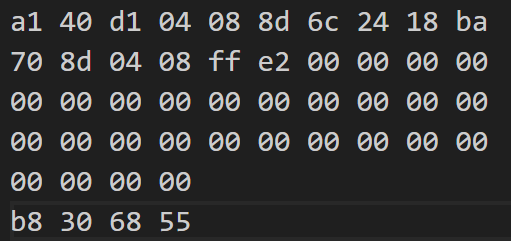 a1 40 d1 04 08 8d 6c 24 18 ba
70 8d 04 08 ff e2 00 00 00 00
00 00 00 00 00 00 00 00 00 00
00 00 00 00 00 00 00 00 00 00
00 00 00 00
b8 30 68 55